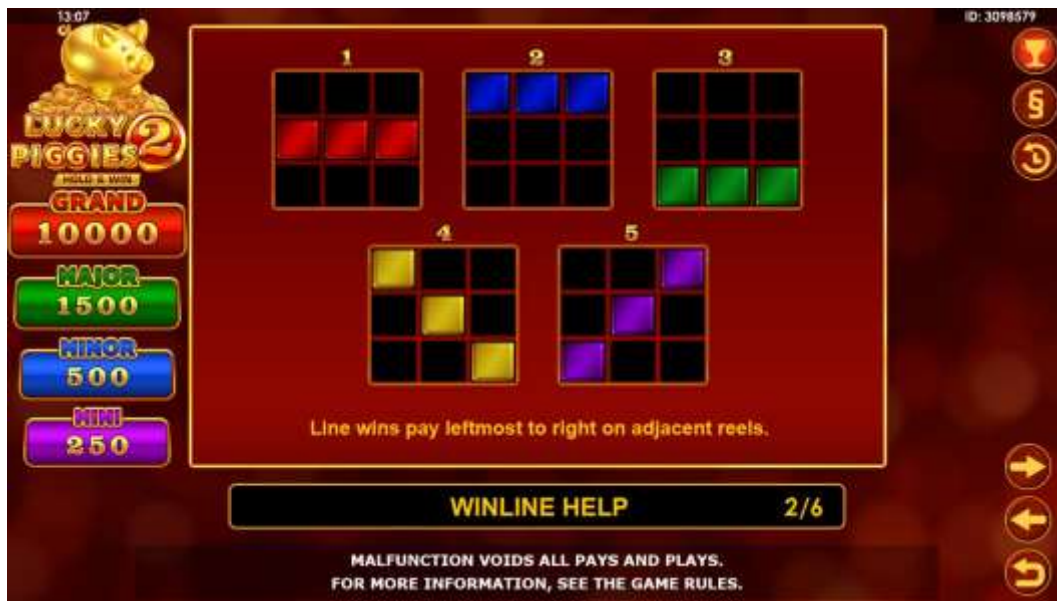 13:07
ID: 3098579
LUCKY
PIGGIES 2
HOLD & WIN
GRAND
10000
MAJOR
1500
MINOR
500
MINI
250
1 2 3
4 5
Line wins pay leftmost to right on adjacent reels.
WINLINE HELP 2/6
MALFUNCTION VOIDS ALL PAYS AND PLAYS.
FOR MORE INFORMATION, SEE THE GAME RULES.
§